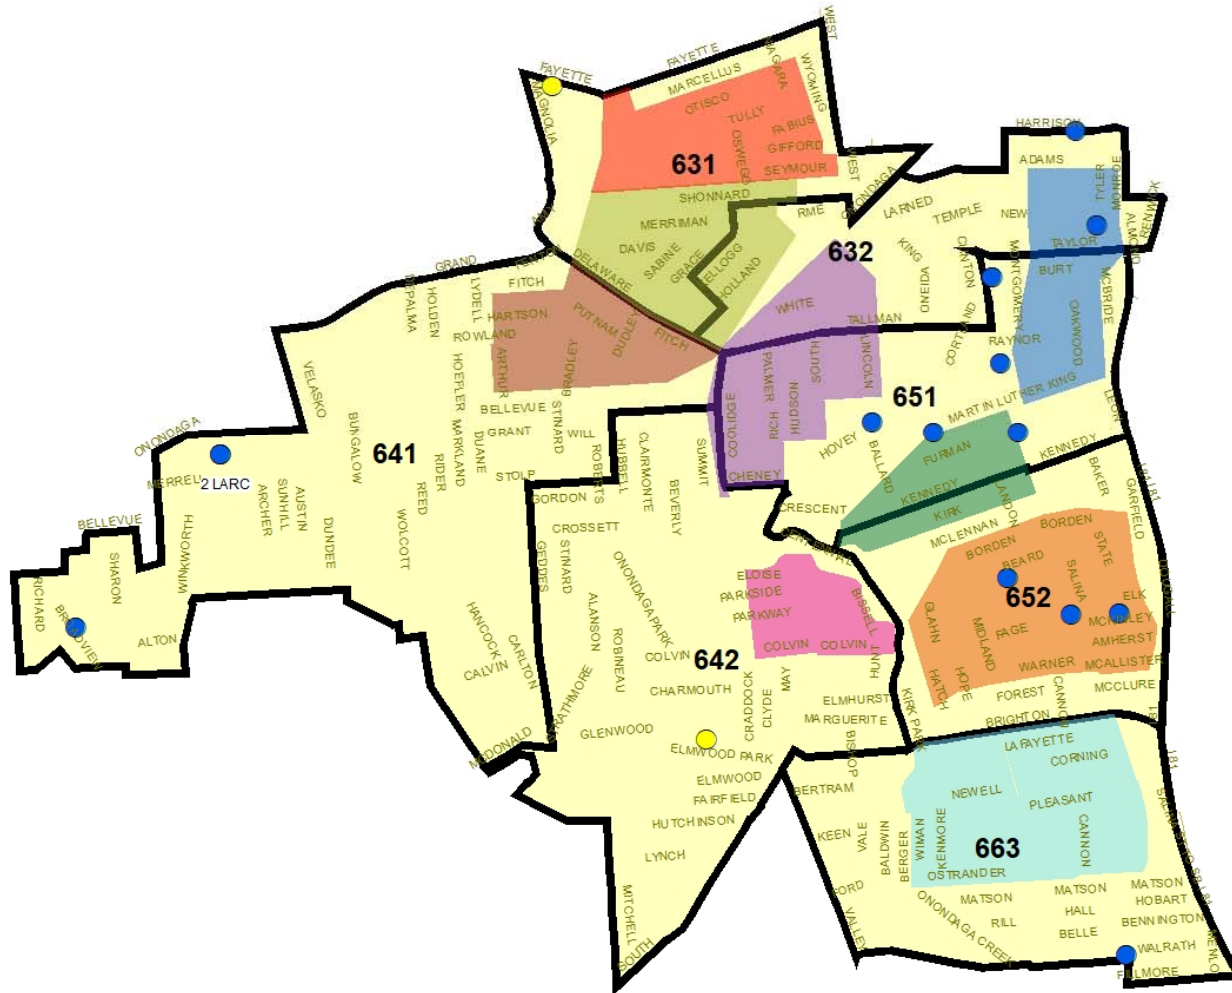 WEST
FAYETTE
FAYETTE
MAGNOLIA
MARCELLUS
NIAGARA
WYOMING
OTISCO
TULLY
FABIUS
OSWEGO
GIFFORD
SEYMOUR
631
WEST
ONONDAGA
HARRISON
ADAMS
TYLER
MONROE
ALMOND
RENWICK
SHONNARD
MERRIMAN
DAVIS
SABINE
GRACE
KELLOGG
HOLLAND
DELAWARE
RME
632
LARNED
TEMPLE
NEW
KING
ONEIDA
CLINTON
MONTGOMERY
TAYLOR
BURT
MCBRIDE
OAKWOOD
GRAND
FITCH
DEPALMA
HOLDEN
LYDELL
HARTSON
ROWLAND
PUTNAM
DUDLEY
FITCH
ARTHUR
BRADLEY
WHITE
TALLMAN
CORTLAND
RAYNOR
MARTIN LUTHER KING
LEON
VELASKO
BUNGALOW
HOEFLER
MARKLAND
BELLEVUE
GRANT
STINARD
WILL
DUANE
STOLP
RIDER
REED
WOLCOTT
641
ONONDAGA
MERRELL
2 LARC
ARCHER
SUNHILL
AUSTIN
DUNDEE
WINKWORTH
BELLEVUE
SHARON
RICHARD
BROADVIEW
ALTON
ROBERTS
HUBBELL
CLAIRMONTE
BEVERLY
SUMMIT
COOLIDGE
PALMER
RICH
HUDSON
SOUTH
LINCOLN
CHENEY
651
HOVEY
BALLARD
FURMAN
KENNEDY
KENNEDY
KIRK
LANDON
MCLENNAN
CRESCENT
BAKER
GARFIELD
GORDON
CROSSETT
GEDDES
STINARD
ALANSON
ROBINEAU
ONONDAGA PARK
COLVIN
STRATHMORE
CHARMOUTH
GLENWOOD
642
ELOISE
PARKSIDE
PARKWAY
COLVIN
COLVIN
BISSELL
HUNT
MAY
CRADDOCK
CLYDE
ELMHURST
MARGUERITE
BISHOP
KIRK PARK
ELMWOOD PARK
ELMWOOD
FAIRFIELD
HUTCHINSON
LYNCH
MITCHELL
SOUTH
HANCOCK
CARLTON
CALVIN
MCDONALD
BORDEN
BORDEN
BEARD
STATE
SALINA
652
GLAHN
MIDLAND
PAGE
ELK
MCKINLEY
AMHERST
MCALLISTER
MCCLURE
WARNER
HOPE
HATCH
FOREST
CANNON
BRIGHTON
LAFAYETTE
CORNING
I 81
BERTRAM
KEEN
VALE
BALDWIN
BERGER
WIMAN
KENMORE
NEWELL
PLEASANT
CANNON
663
OSTRANDER
FORD
VALLEY
ONONDAGA CREEK
MATSON
MATSON
MATSON
RILL
HALL
BELLE
HOBART
BENNINGTON
WALRATH
FILLMORE
MENLO